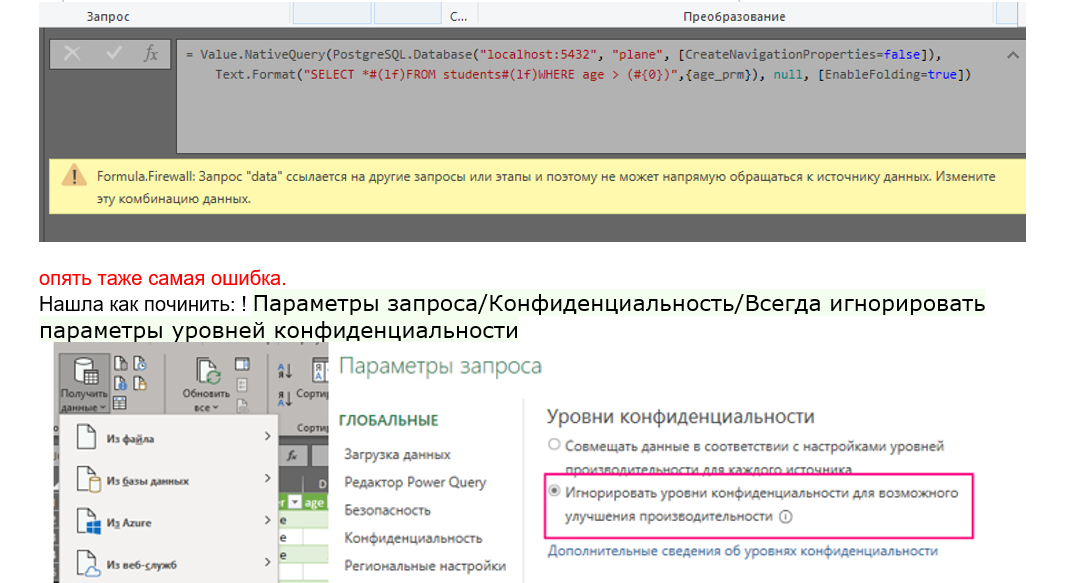 Запрос
С...
Преобразование
fx
= Value.NativeQuery(PostgreSQL.Database("localhost:5432", "plane", [CreateNavigationProperties=false]),
Text.Format("SELECT *#(lf)FROM students#(lf)WHERE age > (#{0})",{age_prm}), null, [EnableFolding=true])
Formula.Firewall: Запрос "data" ссылается на другие запросы или этапы и поэтому не может напрямую обращаться к источнику данных. Измените
эту комбинацию данных.
опять таже самая ошибка.
Нашла как починить: ! Параметры запроса/Конфиденциальность/Всегда игнорировать
параметры уровней конфиденциальности
Получить
данные
Обновить
все
Сорти
Сортир
Из файла
Из базы данных
Из Azure
Из веб-служб
fx
D
age
e
e
e
Параметры запроса
ГЛОБАЛЬНЫЕ
Загрузка данных
Редактор Power Query
Безопасность
Конфиденциальность
Региональные настройки
Уровни конфиденциальности
Совмещать данные в соответствии с настройками уровней
производительности для каждого источника
Игнорировать уровни конфиденциальности для возможного
улучшения производительности
Дополнительные сведения об уровнях конфиденциальности